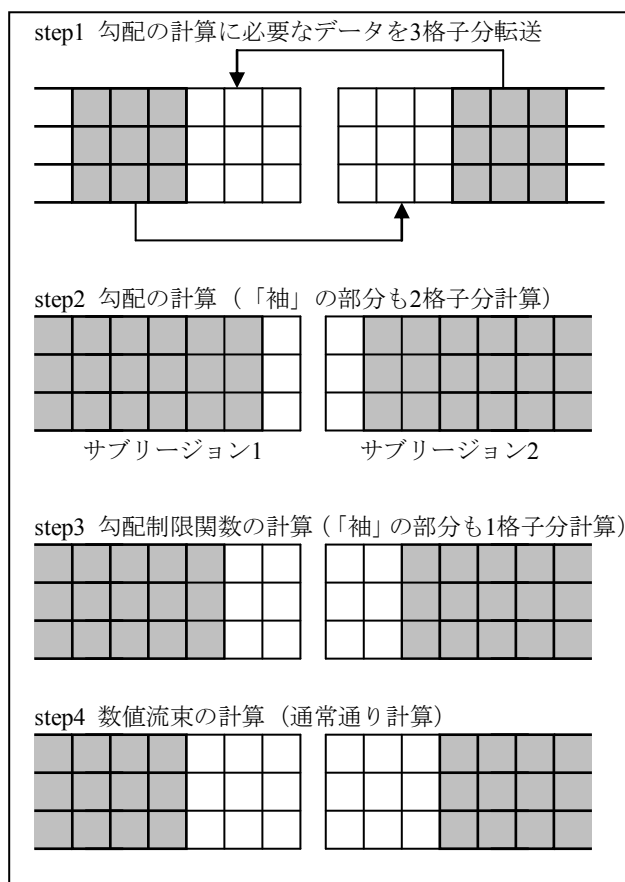 step1 勾配の計算に必要なデータを3格子分転送
step2 勾配の計算（「袖」の部分も2格子分計算）
サブリージョン1 サブリージョン2
step3 勾配制限関数の計算（「袖」の部分も1格子分計算）
step4 数値流束の計算（通常通り計算）